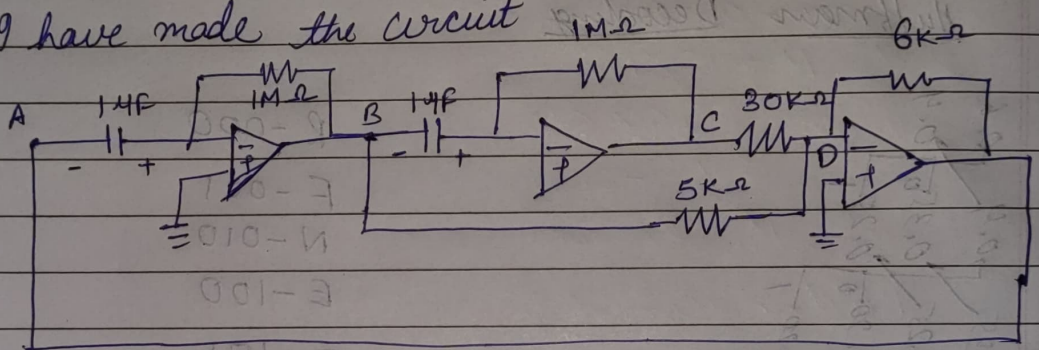 I have made the circuit
1MΩ
6KΩ
A
1μF
1MΩ
B
1μF
C
30KΩ
D
- +
- +
- +
- +
- +
5KΩ